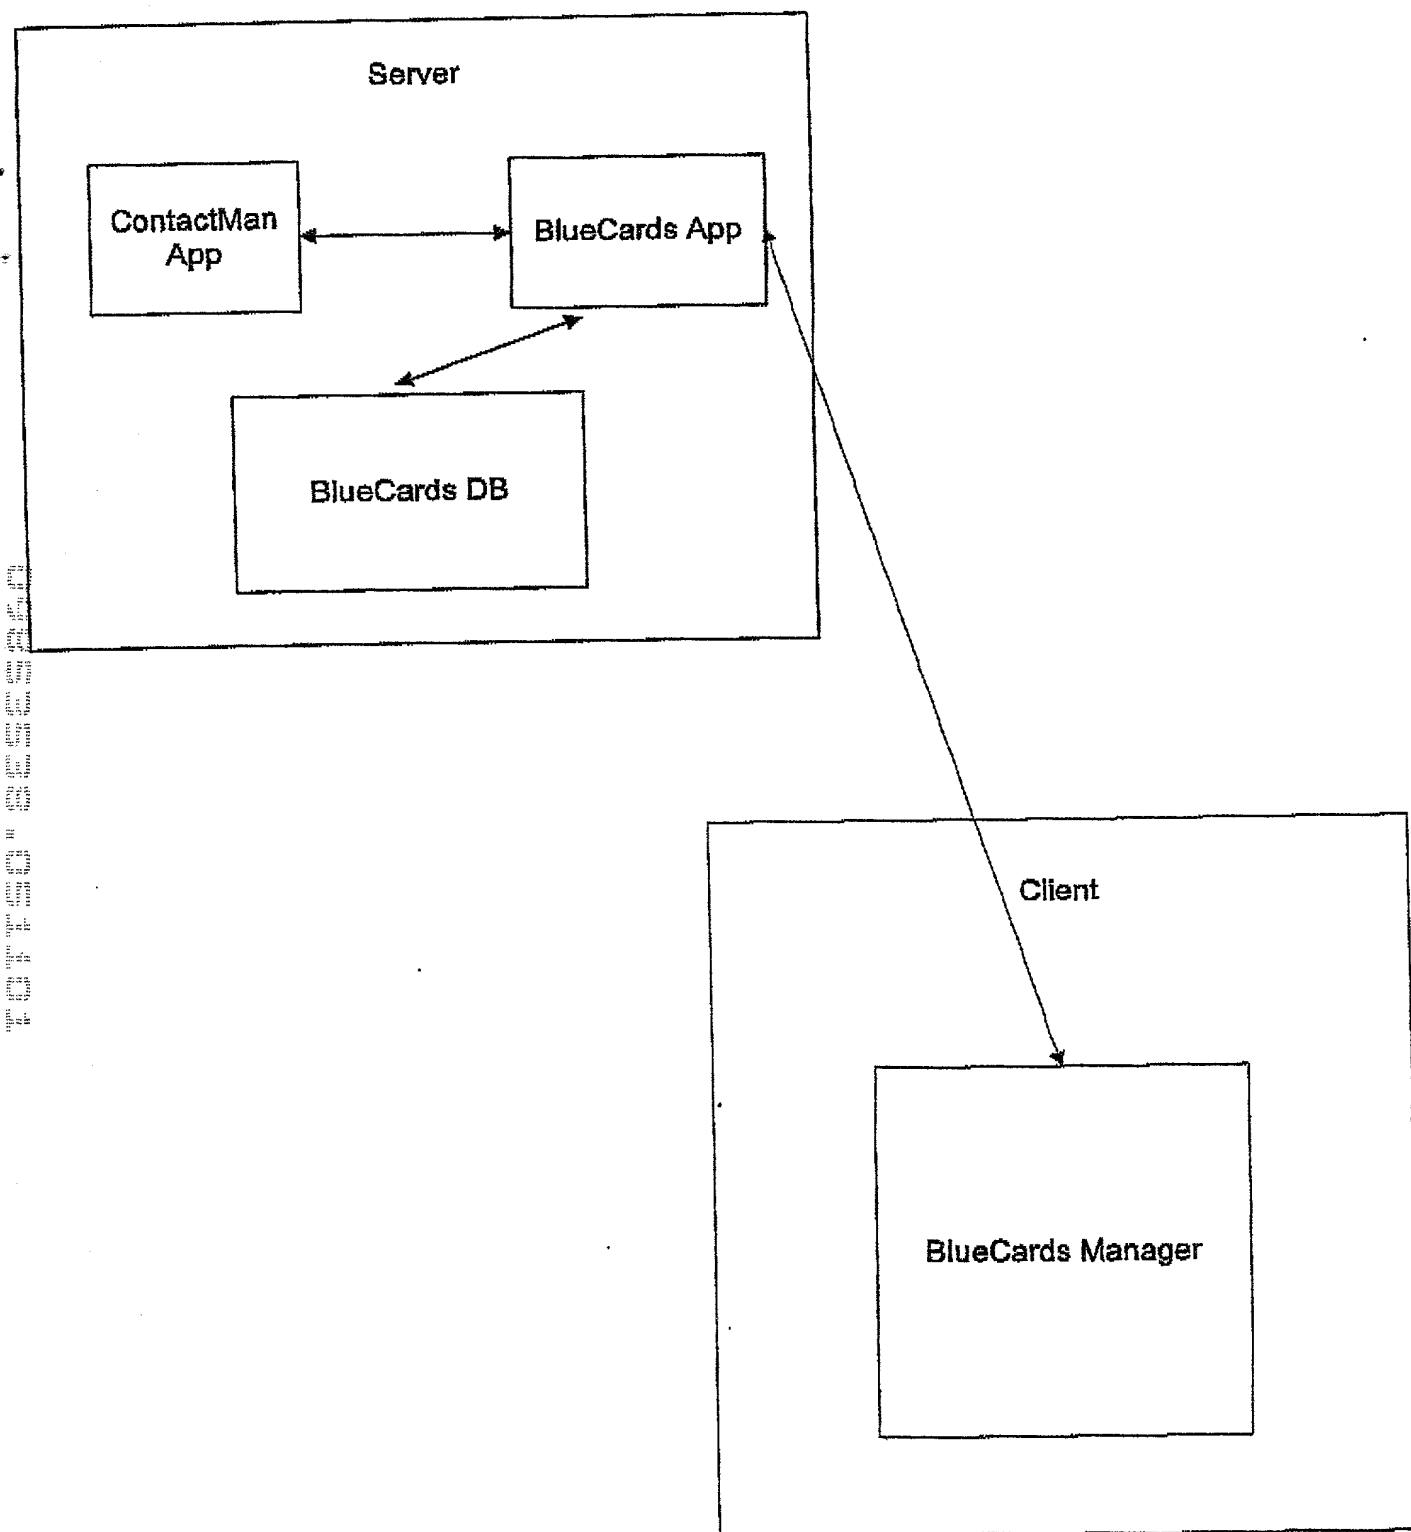 Server
ContactMan
App
BlueCards App
BlueCards DB
Client
BlueCards Manager